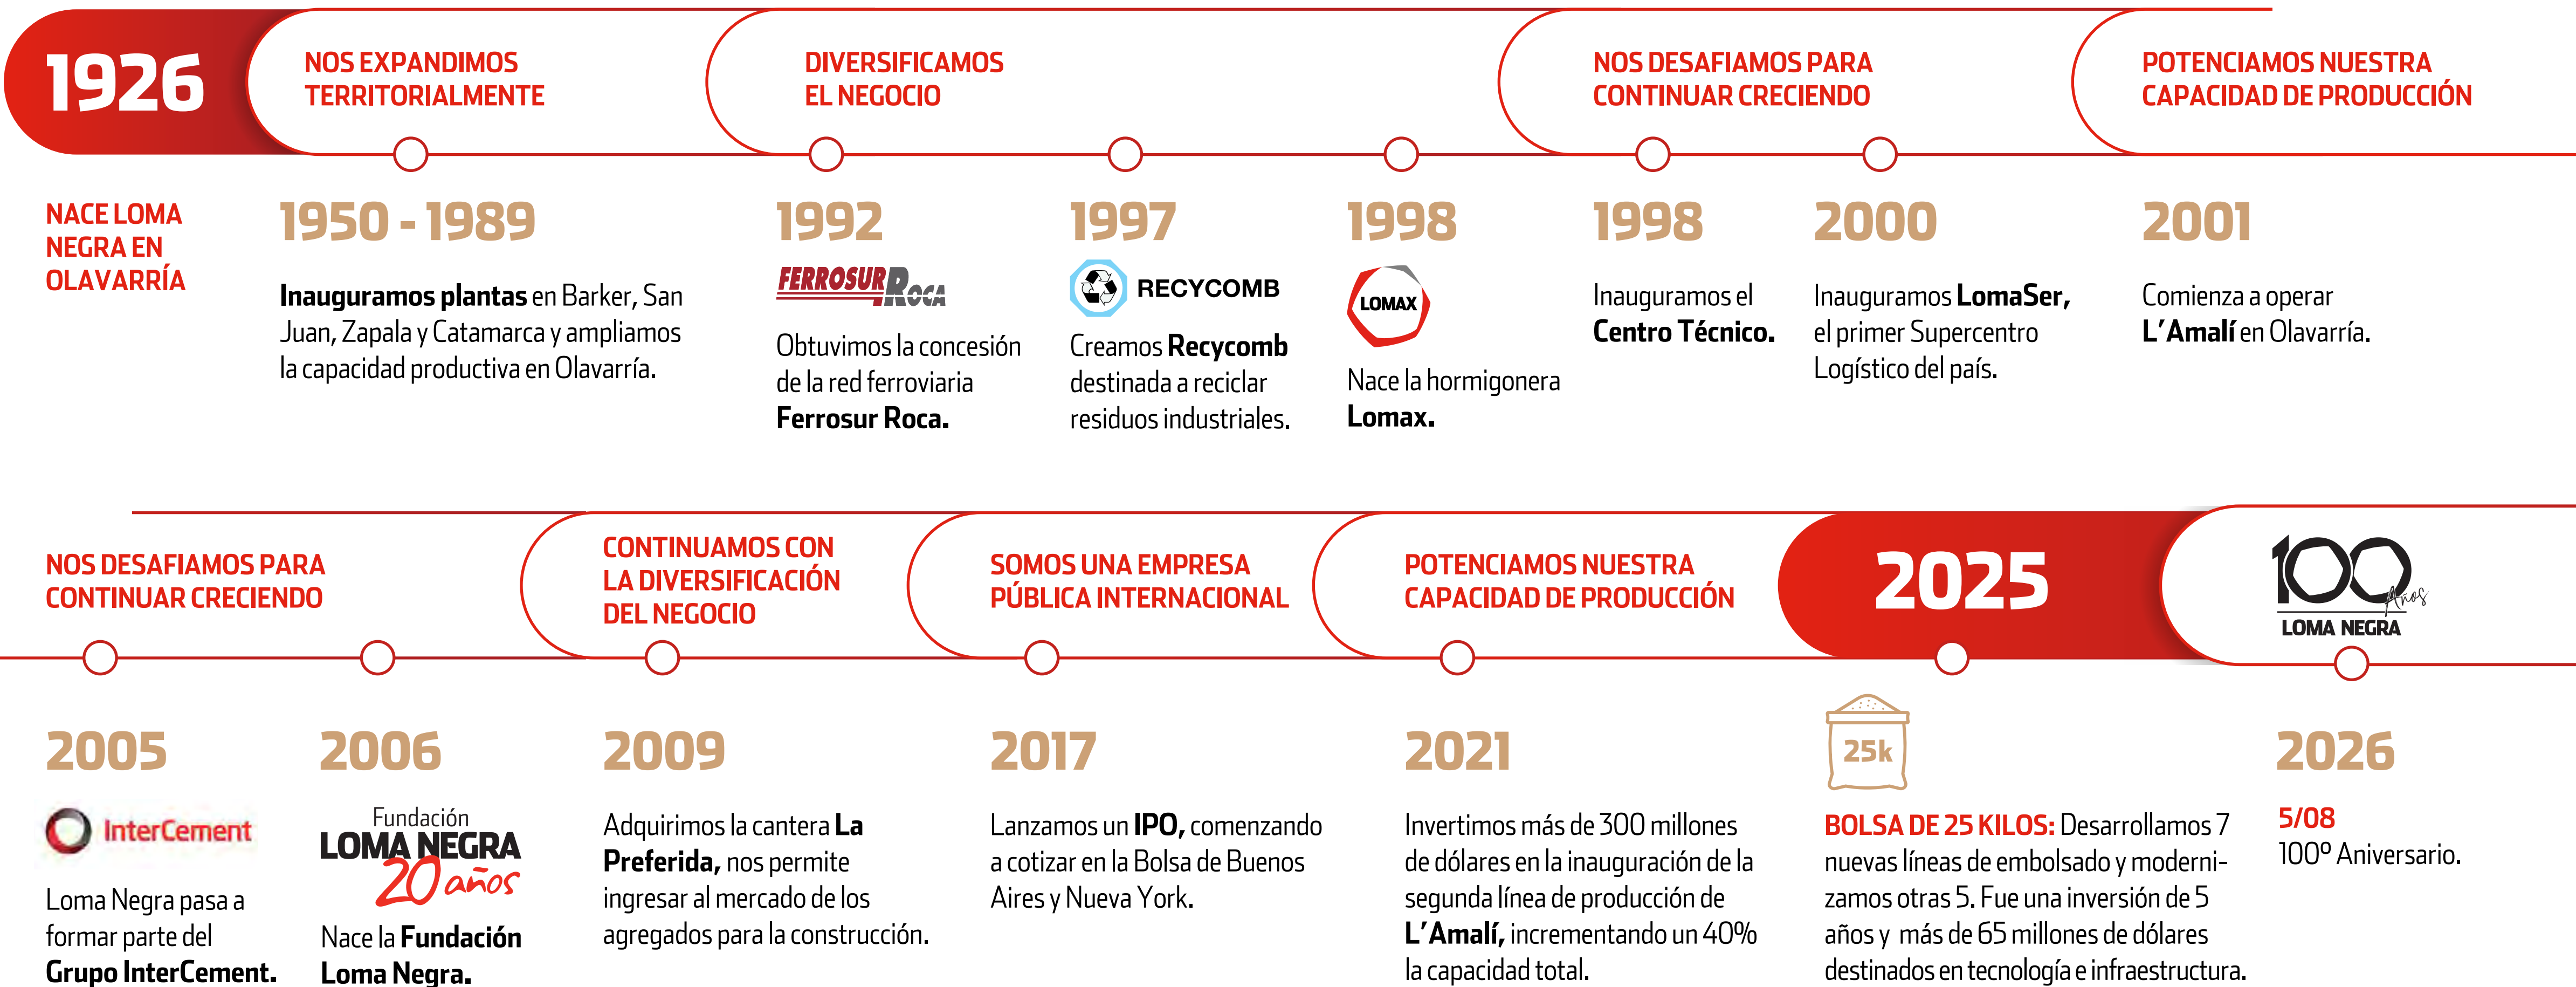 1926
NOS EXPANDIMOS
TERRITORIALMENTE
DIVERSIFICAMOS
EL NEGOCIO
NOS DESAFIAMOS PARA
CONTINUAR CRECIENDO
POTENCIAMOS NUESTRA
CAPACIDAD DE PRODUCCIÓN
NACE LOMA
NEGRA EN
OLAVARRÍA
1950 - 1989
Inauguramos plantas en Barker, San
Juan, Zapala y Catamarca y ampliamos
la capacidad productiva en Olavarría.
1992
FERROSUR ROCA
Obtuvimos la concesión
de la red ferroviaria
Ferrosur Roca.
1997
RECYCOMB
Creamos Recycomb
destinada a reciclar
residuos industriales.
1998
LOMAX
Nace la hormigonera
Lomax.
1998
Inauguramos el
Centro Técnico.
2000
Inauguramos LomaSer,
el primer Supercentro
Logístico del país.
2001
Comienza a operar
L’Amalí en Olavarría.
NOS DESAFIAMOS PARA
CONTINUAR CRECIENDO
CONTINUAMOS CON
LA DIVERSIFICACIÓN
DEL NEGOCIO
SOMOS UNA EMPRESA
PÚBLICA INTERNACIONAL
POTENCIAMOS NUESTRA
CAPACIDAD DE PRODUCCIÓN
2025
100
Años
LOMA NEGRA
2005
InterCement
Loma Negra pasa a
formar parte del
Grupo InterCement.
2006
Fundación
LOMA NEGRA
20 años
Nace la Fundación
Loma Negra.
2009
Adquirimos la cantera La
Preferida, nos permite
ingresar al mercado de los
agregados para la construcción.
2017
Lanzamos un IPO, comenzando
a cotizar en la Bolsa de Buenos
Aires y Nueva York.
2021
Invertimos más de 300 millones
de dólares en la inauguración de la
segunda línea de producción de
L’Amalí, incrementando un 40%
la capacidad total.
25k
BOLSA DE 25 KILOS: Desarrollamos 7
nuevas líneas de embolsado y moderni-
zamos otras 5. Fue una inversión de 5
años y más de 65 millones de dólares
destinados en tecnología e infraestructura.
2026
5/08
100º Aniversario.